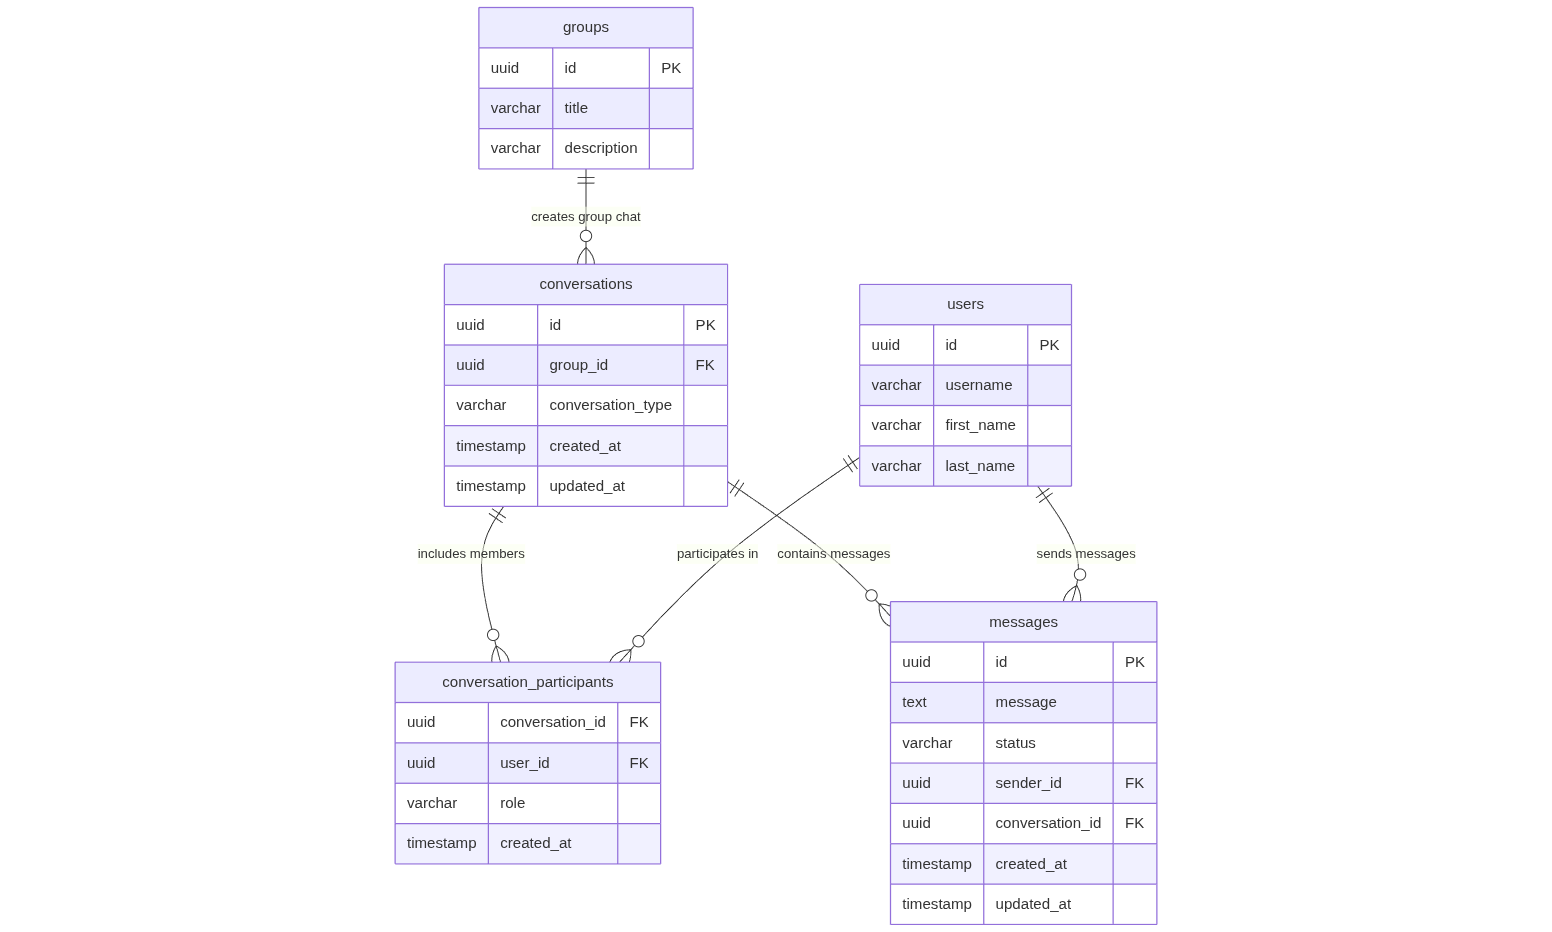 groups
uuid id PK
varchar title
varchar description
creates group chat
conversations
uuid id PK
uuid group_id FK
varchar conversation_type
timestamp created_at
timestamp updated_at
users
uuid id PK
varchar username
varchar first_name
varchar last_name
includes members
participates in
contains messages
sends messages
conversation_participants
uuid conversation_id FK
uuid user_id FK
varchar role
timestamp created_at
messages
uuid id PK
text message
varchar status
uuid sender_id FK
uuid conversation_id FK
timestamp created_at
timestamp updated_at